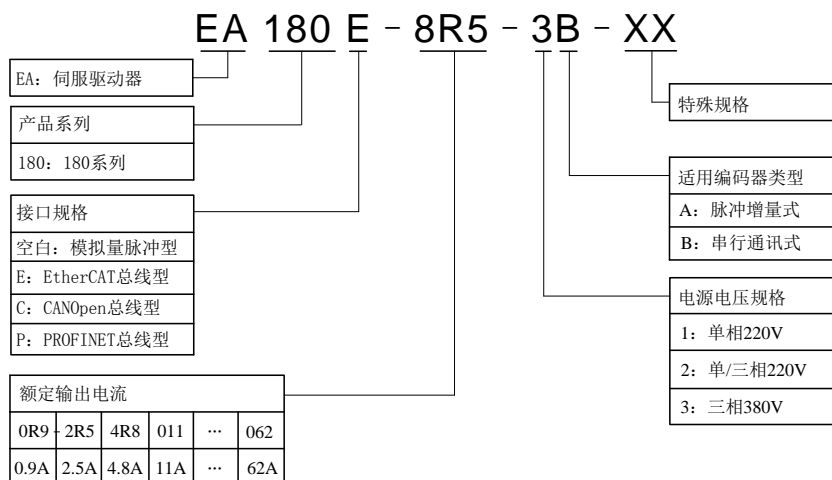 EA 180 E - 8R5 - 3B - XX
EA：伺服驱动器
产品系列
180：180系列
接口规格
空白：模拟量脉冲型
E：EtherCAT总线型
C：CANOpen总线型
P：PROFINET总线型
额定输出电流
0R9 - 2R5 4R8 011 … 062
0.9A 2.5A 4.8A 11A … 62A
特殊规格
适用编码器类型
A：脉冲增量式
B：串行通讯式
电源电压规格
1：单相220V
2：单/三相220V
3：三相380V